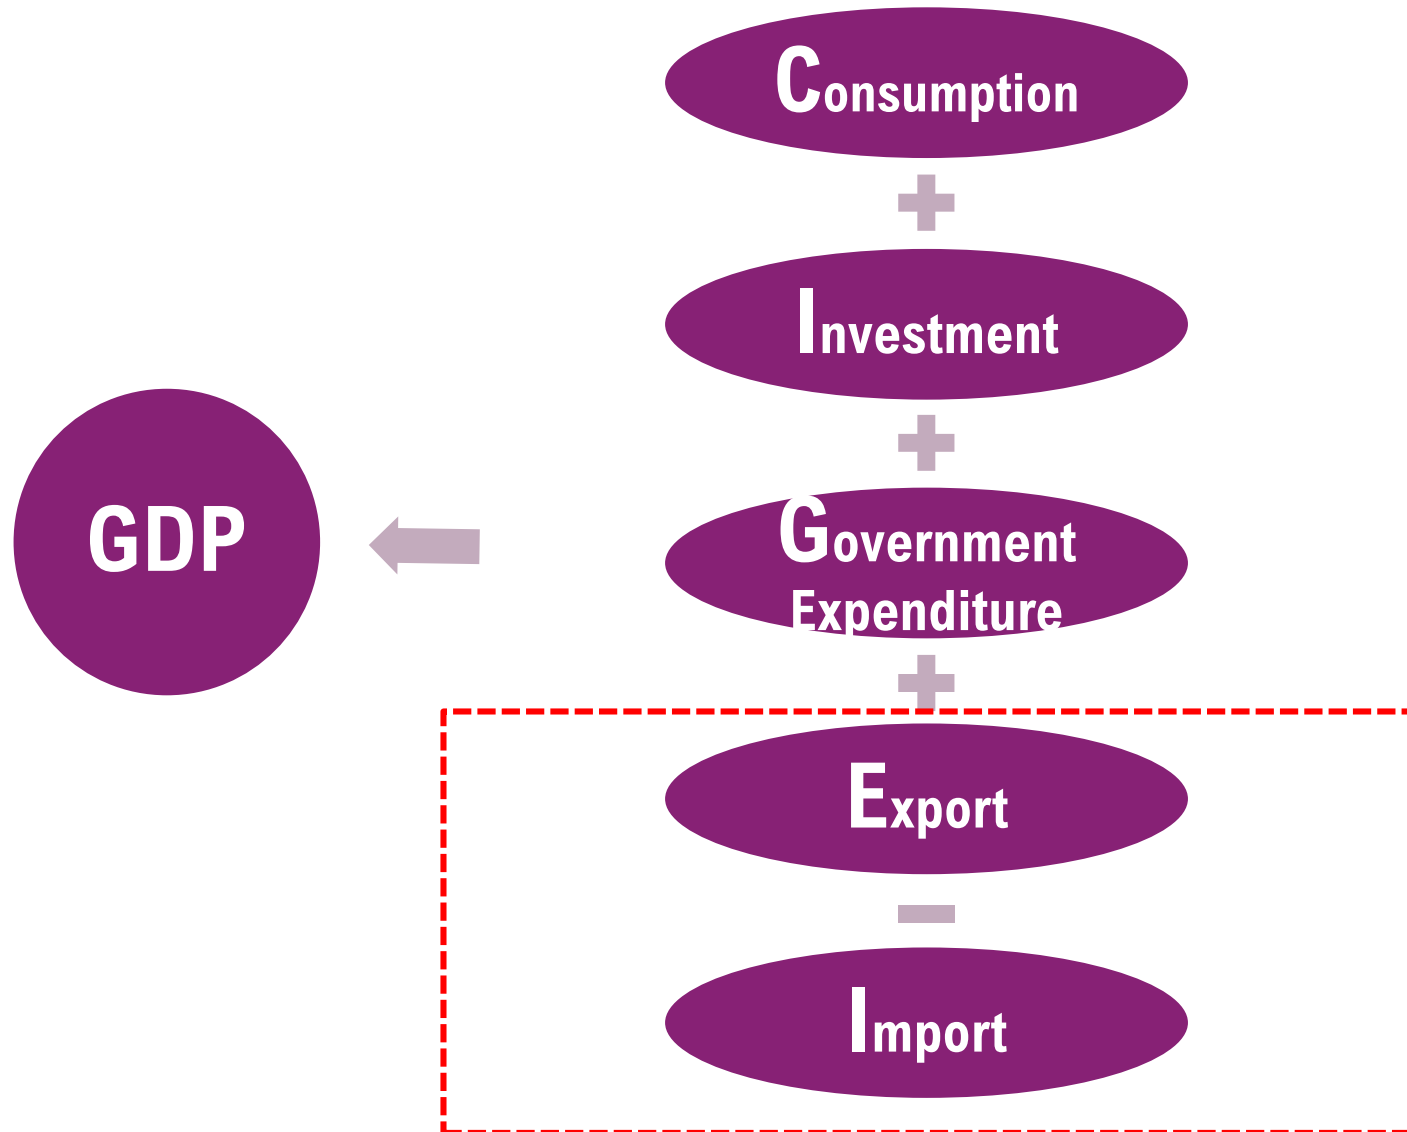 Consumption
Investment
GDP
Government
Expenditure
Export
Import